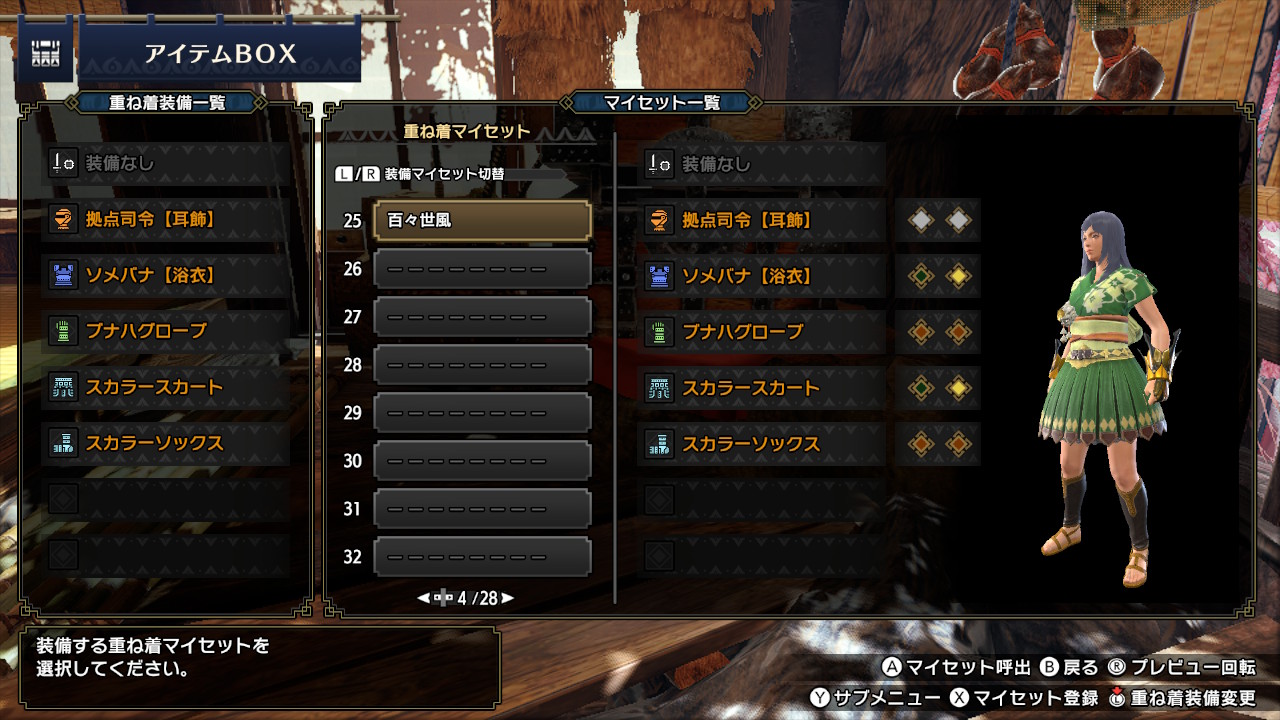 アイテムBOX
重ね着装備一覧
装備なし
拠点司令【耳飾】
ソメバナ【浴衣】
ブナハグローブ
スカラースカート
スカラーソックス
マイセット一覧
重ね着マイセット
L/R 装備マイセット切替
25 百々世風
26 －－－－－－－－
27 －－－－－－－－
28 －－－－－－－－
29 －－－－－－－－
30 －－－－－－－－
31 －－－－－－－－
32 －－－－－－－－
4/28
装備なし
拠点司令【耳飾】
ソメバナ【浴衣】
ブナハグローブ
スカラースカート
スカラーソックス
装備する重ね着マイセットを
選択してください。
A マイセット呼出 B 戻る R プレビュー回転
Y サブメニュー X マイセット登録 L 重ね着装備変更